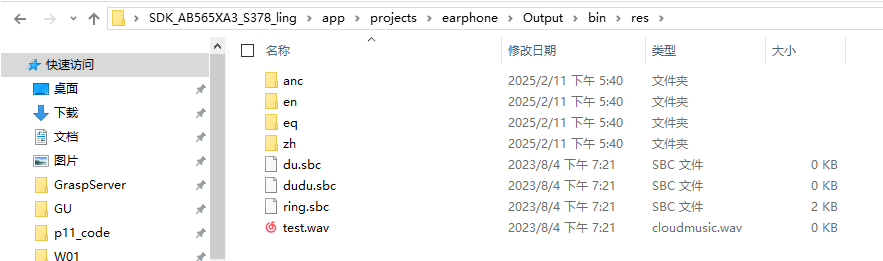 SDK_AB565XA3_S378_ling > app > projects > earphone > Output > bin > res >
快速访问
桌面
下载
文档
图片
GraspServer
GU
p11_code
W01
名称 修改日期 类型 大小
anc 2025/2/11 下午 5:40 文件夹
en 2025/2/11 下午 5:40 文件夹
eq 2025/2/11 下午 5:40 文件夹
zh 2025/2/11 下午 5:40 文件夹
du.sbc 2023/8/4 下午 7:21 SBC 文件 0 KB
dudu.sbc 2023/8/4 下午 7:21 SBC 文件 0 KB
ring.sbc 2023/8/4 下午 7:21 SBC 文件 2 KB
test.wav 2023/8/4 下午 7:21 cloudmusic.wav 0 KB